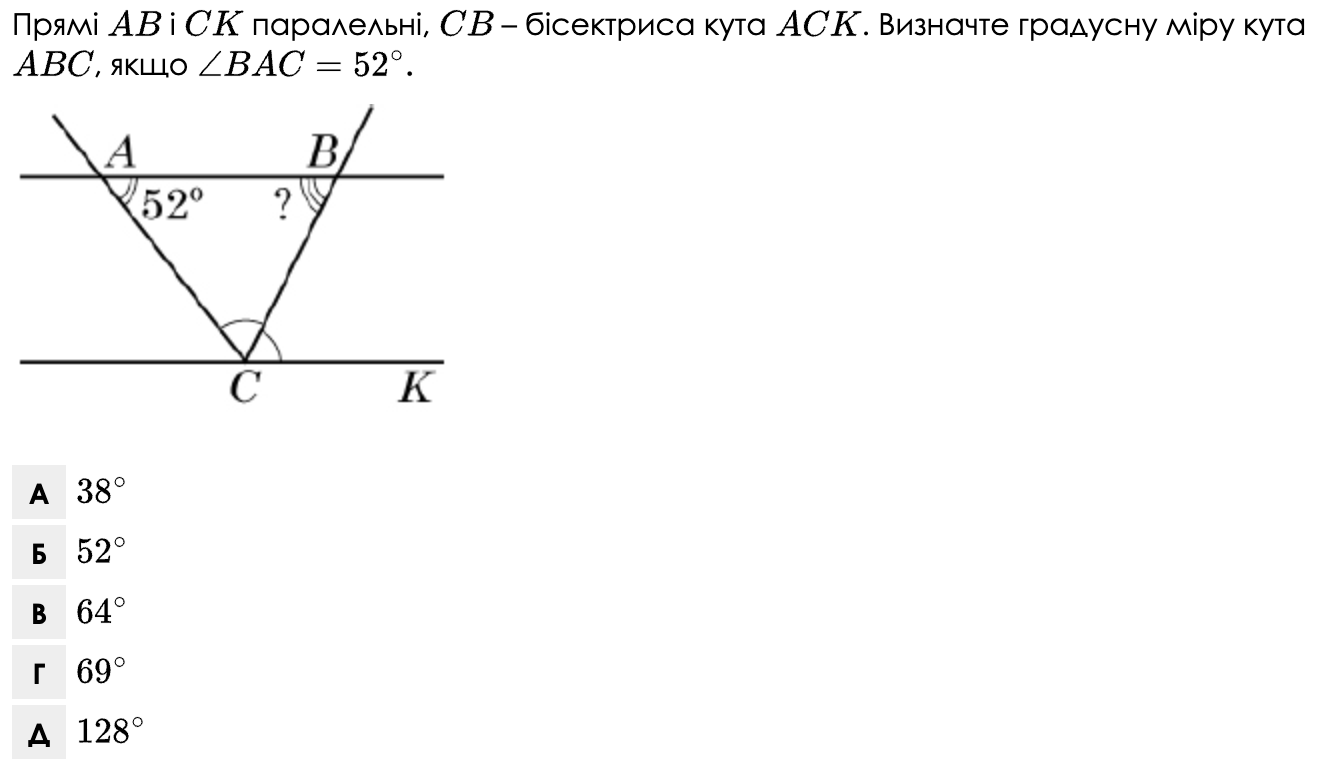 Прямі AB і CK паралельні, CB – бісектриса кута ACK. Визначте градусну міру кута
ABC, якщо ∠BAC = 52°.
A B
52º ?
C K
А 38°
Б 52°
В 64°
Г 69°
Д 128°